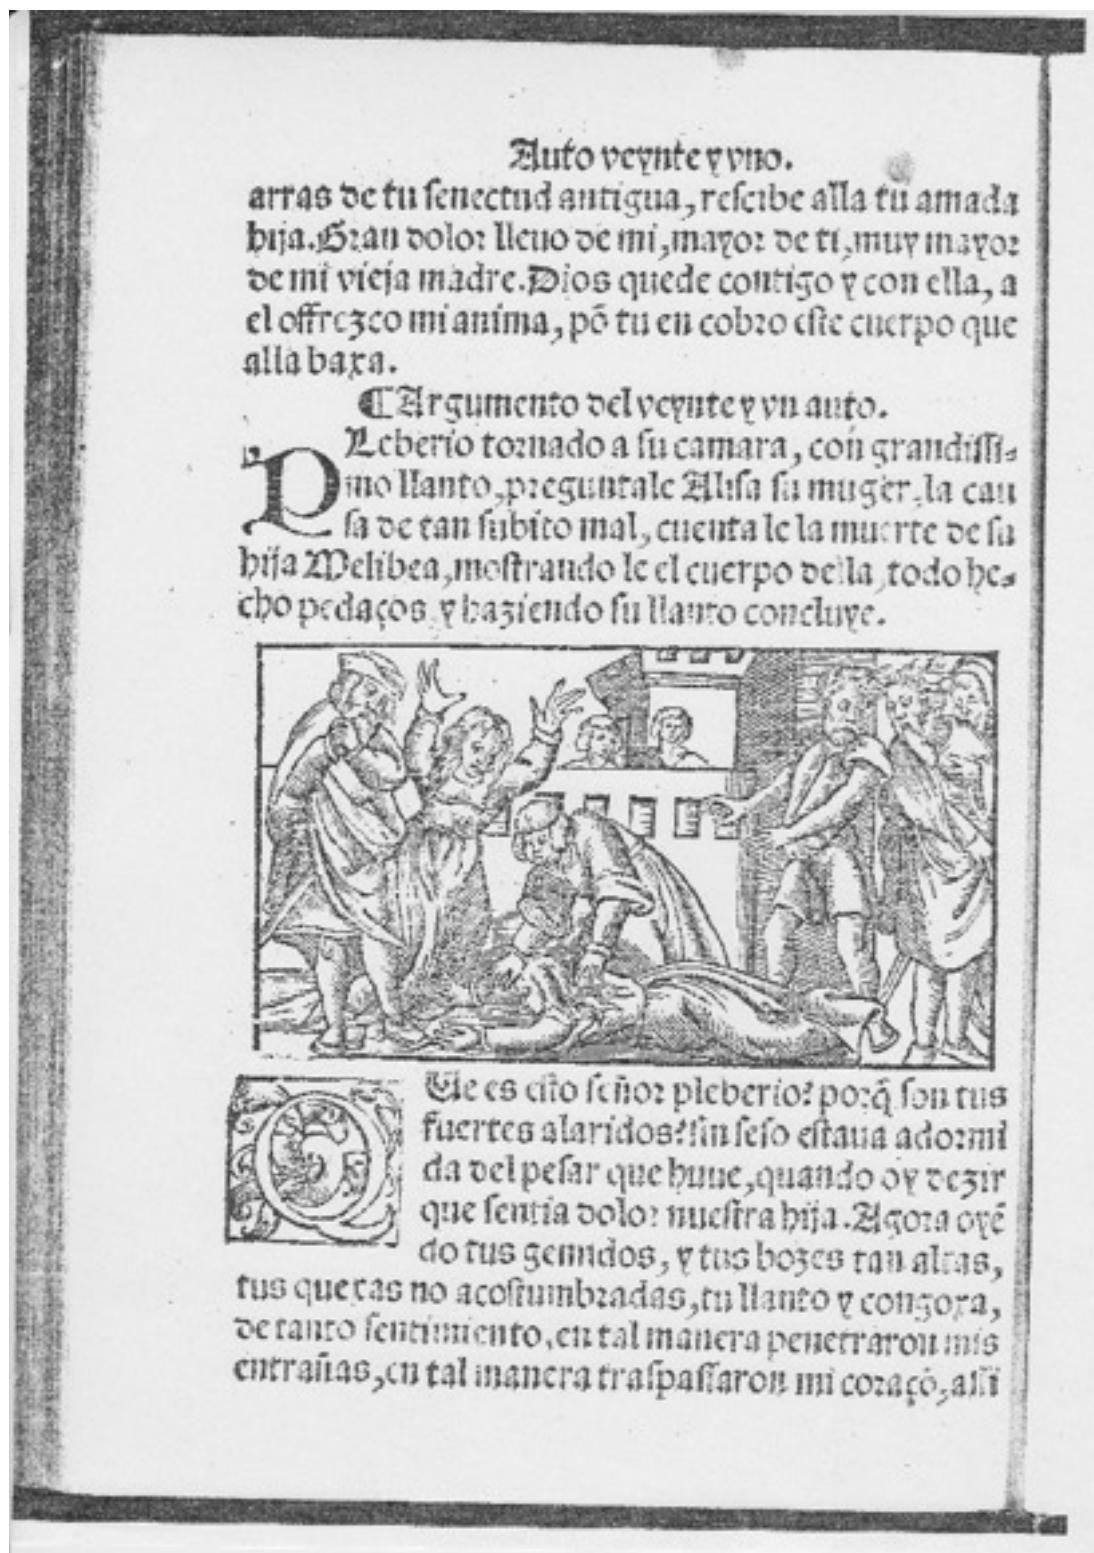 Auto veynte y vno.
arras de tu senectud antigua, rescibe alla tu amada
hija. Gran dolor lleuo de mi, mayor de ti, muy mayor
de mi vieja madre. Dios quede contigo y con ella, a
el offrezco mi anima, põ tu en cobro este cuerpo que
alla baxa.
¶ Argumento del veynte y vn auto.
PLeberio tornado a su camara, con grandissi-
mo llanto, preguntale Alisa su muger, la cau
sa de tan subito mal, cuenta le la muerte de su
hija Melibea, mostrando le el cuerpo della, todo he-
cho pedaços, y haziendo su llanto concluye.
QUe es esto señor pleberio? porq̃ son tus
fuertes alaridos? sin seso estaua adormi
da del pesar que huue, quando oy dezir
que sentia dolor nuestra hija. Agora oyẽ
do tus gemidos, y tus bozes tan altas,
tus quexas no acostumbradas, tu llanto y congoxa,
de tanto sentimiento, en tal manera penetraron mis
entrañas, en tal manera traspassaron mi coraçõ, assi